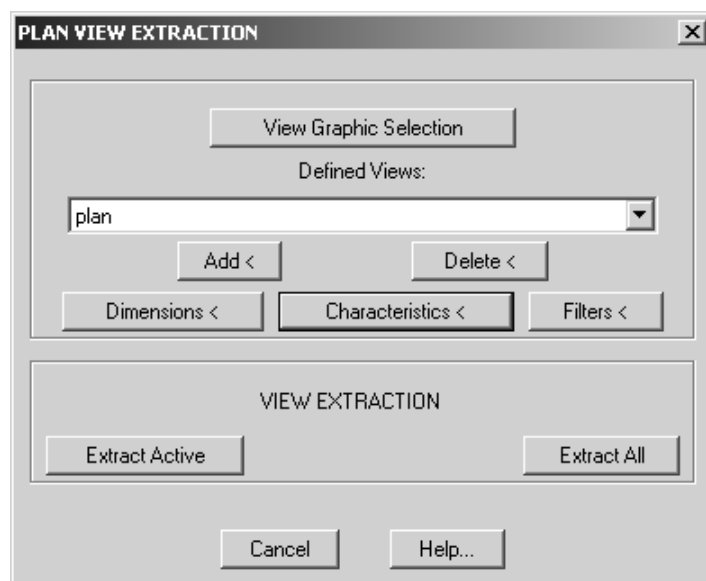 PLAN VIEW EXTRACTION
View Graphic Selection
Defined Views:
plan
Add < Delete <
Dimensions < Characteristics < Filters <
VIEW EXTRACTION
Extract Active Extract All
Cancel Help...